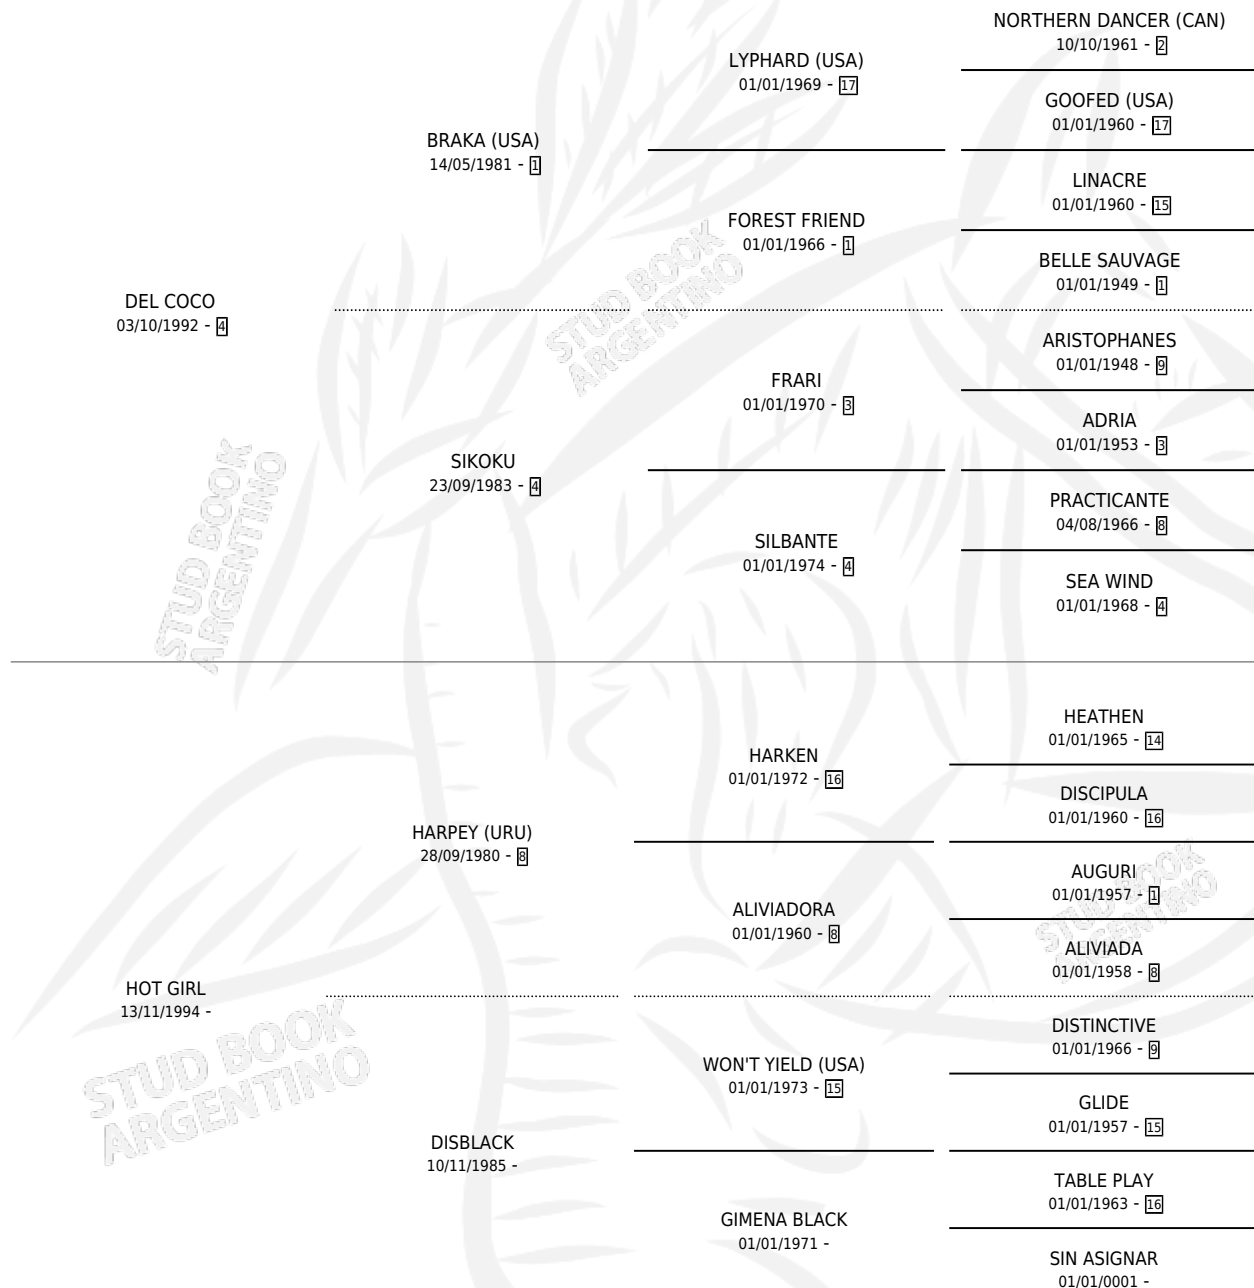 NORTHERN DANCER (CAN)
10/10/1961 - 2
LYPHARD (USA)
01/01/1969 - 17
GOOFED (USA)
01/01/1960 - 17
BRAKA (USA)
14/05/1981 - 1
LINACRE
01/01/1960 - 15
FOREST FRIEND
01/01/1966 - 1
BELLE SAUVAGE
01/01/1949 - 1
DEL COCO
03/10/1992 - 4
STUD BOOK
ARGENTINO
ARISTOPHANES
01/01/1948 - 9
FRARI
01/01/1970 - 3
ADRIA
01/01/1953 - 3
SIKOKU
23/09/1983 - 4
PRACTICANTE
04/08/1966 - 8
SILBANTE
01/01/1974 - 4
SEA WIND
01/01/1968 - 4
STUD BOOK
ARGENTINO
HEATHEN
01/01/1965 - 14
HARKEN
01/01/1972 - 16
DISCIPULA
01/01/1960 - 16
HARPEY (URU)
28/09/1980 - 8
AUGURI
01/01/1957 - 1
ALIVIADORA
01/01/1960 - 8
ALIVIADA
01/01/1958 - 8
STUD BOOK
ARGENTINO
HOT GIRL
13/11/1994 -
DISTINCTIVE
01/01/1966 - 9
WON'T YIELD (USA)
01/01/1973 - 15
GLIDE
01/01/1957 - 15
STUD BOOK
ARGENTINO
DISBLACK
10/11/1985 -
TABLE PLAY
01/01/1963 - 16
GIMENA BLACK
01/01/1971 -
SIN ASIGNAR
01/01/0001 -